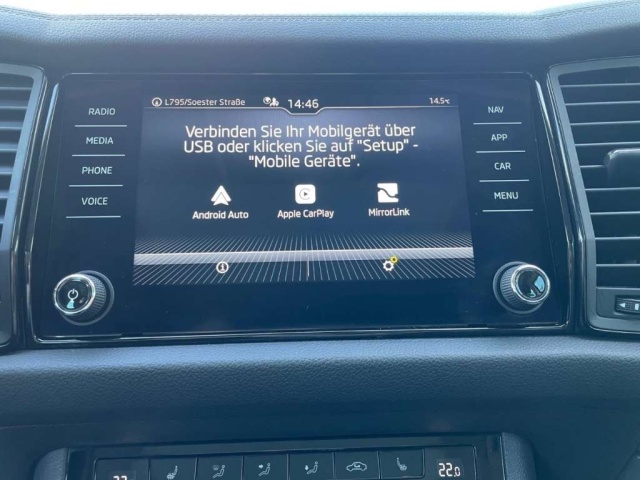 L795/Soester Straße 14:46 14.5°C
RADIO
MEDIA
PHONE
VOICE
Verbinden Sie Ihr Mobilgerät über
USB oder klicken Sie auf "Setup" -
"Mobile Geräte".
Android Auto Apple CarPlay MirrorLink
NAV
APP
CAR
MENU
22.0